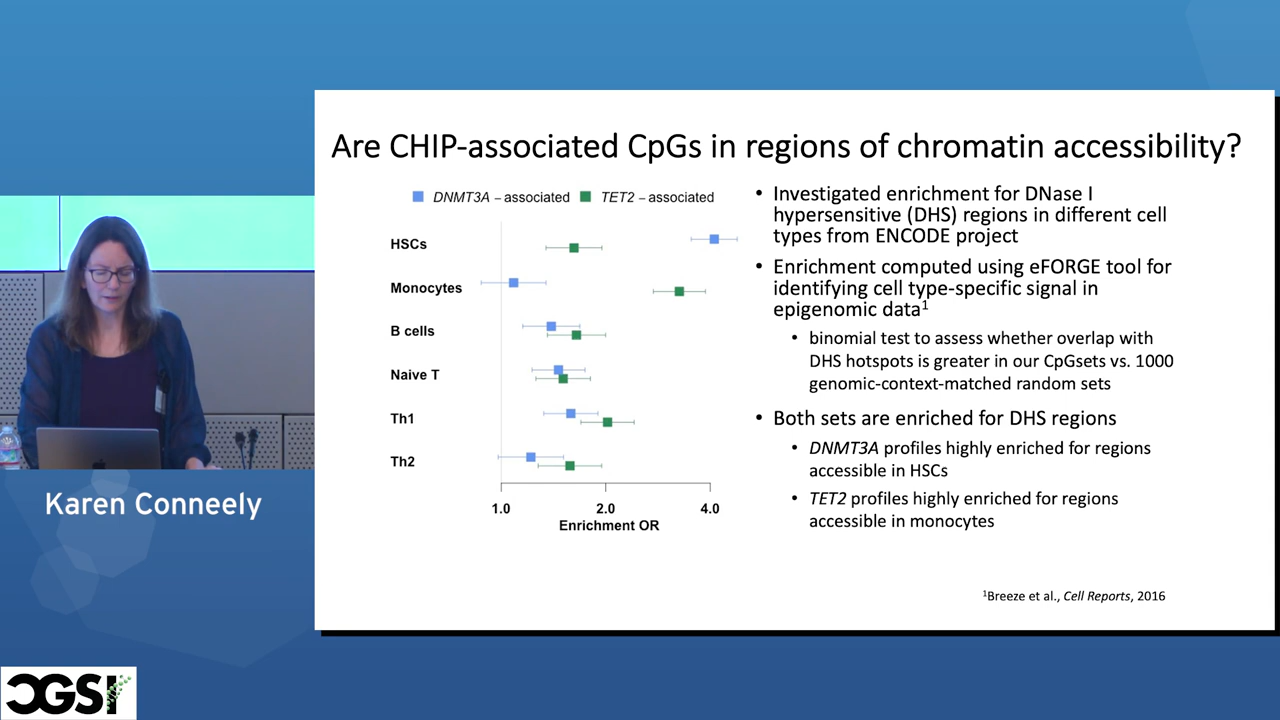 Are CHIP-associated CpGs in regions of chromatin accessibility?
DNMT3A – associated TET2 – associated
HSCs
Monocytes
B cells
Naive T
Th1
Th2
1.0 2.0 4.0
Enrichment OR
• Investigated enrichment for DNase I
hypersensitive (DHS) regions in different cell
types from ENCODE project
• Enrichment computed using eFORGE tool for
identifying cell type-specific signal in
epigenomic data1
• binomial test to assess whether overlap with
DHS hotspots is greater in our CpGsets vs. 1000
genomic-context-matched random sets
• Both sets are enriched for DHS regions
• DNMT3A profiles highly enriched for regions
accessible in HSCs
• TET2 profiles highly enriched for regions
accessible in monocytes
1Breeze et al., Cell Reports, 2016
Karen Conneely
CGSI